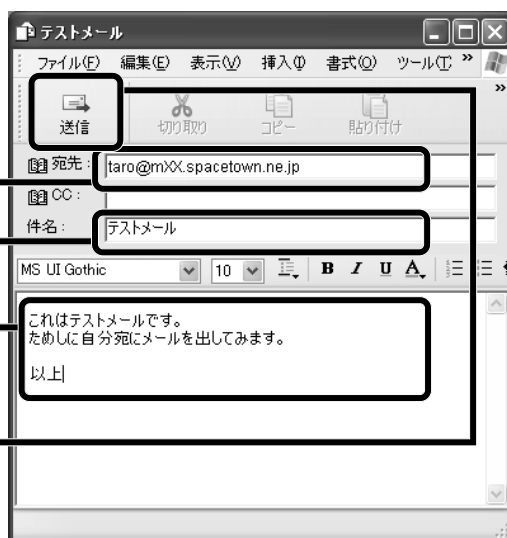 テストメール
ファイル(F) 編集(E) 表示(V) 挿入(I) 書式(O) ツール(T) »
»
送信 切り取り コピー 貼り付け
宛先: taro@mXX.spacetown.ne.jp
CC:
件名: テストメール
MS UI Gothic 10 B I U A
これはテストメールです。
ためしに自分宛にメールを出してみます。
以上